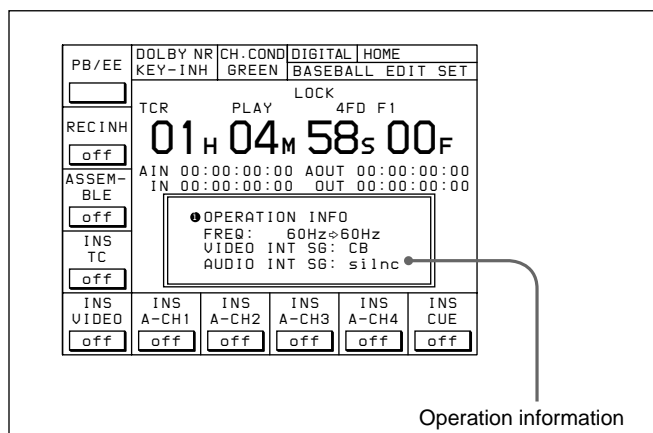 PB/EE
DOLBY NR CH.COND DIGITAL HOME
KEY-INH GREEN BASEBALL EDIT SET
LOCK
TCR PLAY 4FD F1
01H 04M 58S 00F
RECINH
off
AIN 00:00:00:00 AOUT 00:00:00:00
IN 00:00:00:00 OUT 00:00:00:00
ASSEM-
BLE
off
❶OPERATION INFO
FREQ: 60Hz⇨60Hz
VIDEO INT SG: CB
AUDIO INT SG: silnc
INS
TC
off
INS
VIDEO
off
INS
A-CH1
off
INS
A-CH2
off
INS
A-CH3
off
INS
A-CH4
off
INS
CUE
off
Operation information